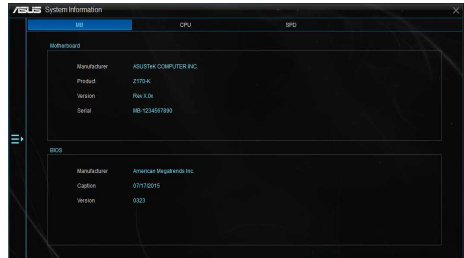 ASUS System Information
MB CPU SPD
Motherboard
Manufacturer ASUSTeK COMPUTER INC.
Product Z170-K
Version Rev X.0x
Serial MB-1234567890
BIOS
Manufacturer American Megatrends Inc.
Caption 07/17/2015
Version 0323